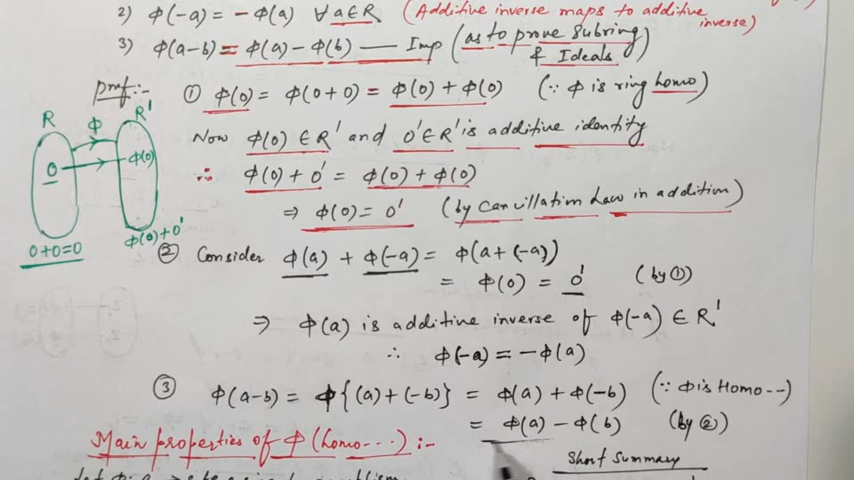 2) Φ(-a) = -Φ(a) ∀ a∈R (Additive inverse maps to additive inverse)
3) Φ(a-b) = Φ(a) - Φ(b) — Imp (as to prove Subring & Ideals)
proof:- ① Φ(0) = Φ(0+0) = Φ(0) + Φ(0) (∵ Φ is ring homo)
R Φ R'
0 Φ(0)
Φ(0)+0'
0+0=0
Now Φ(0) ∈ R' and 0' ∈ R' is additive identity
∴ Φ(0) + 0' = Φ(0) + Φ(0)
⇒ Φ(0) = 0' (by Cancillation Law in addition)
② Consider Φ(a) + Φ(-a) = Φ(a+(-a))
= Φ(0) = 0' (by ①)
⇒ Φ(a) is additive inverse of Φ(-a) ∈ R'
∴ Φ(-a) = -Φ(a)
③ Φ(a-b) = Φ{(a)+(-b)} = Φ(a) + Φ(-b) (∵ Φ is Homo--)
= Φ(a) - Φ(b) (by ②)
Main properties of Φ (homo...) :-
Short Summary